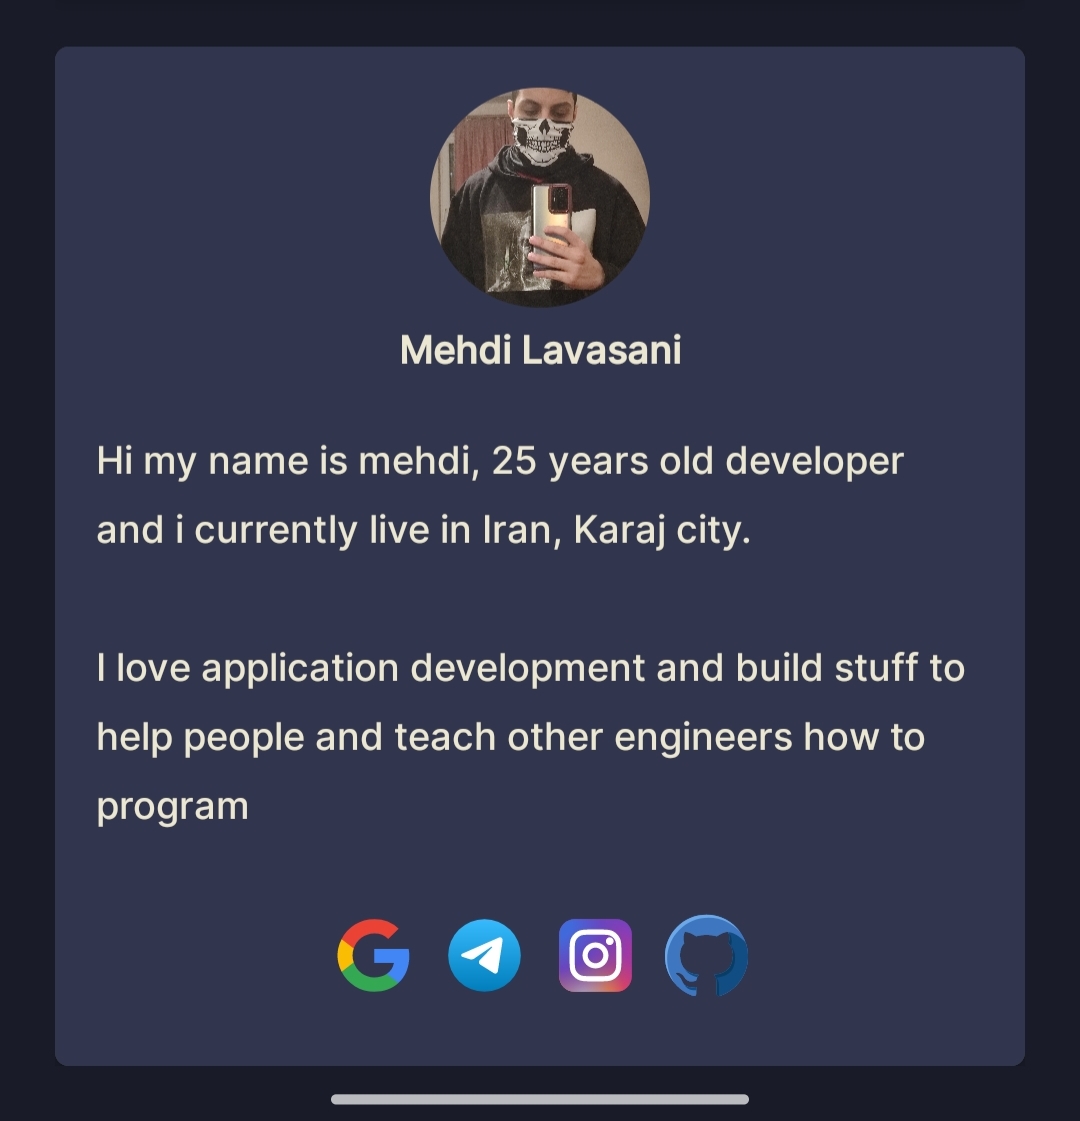 Mehdi Lavasani
Hi my name is mehdi, 25 years old developer
and i currently live in Iran, Karaj city.
I love application development and build stuff to
help people and teach other engineers how to
program